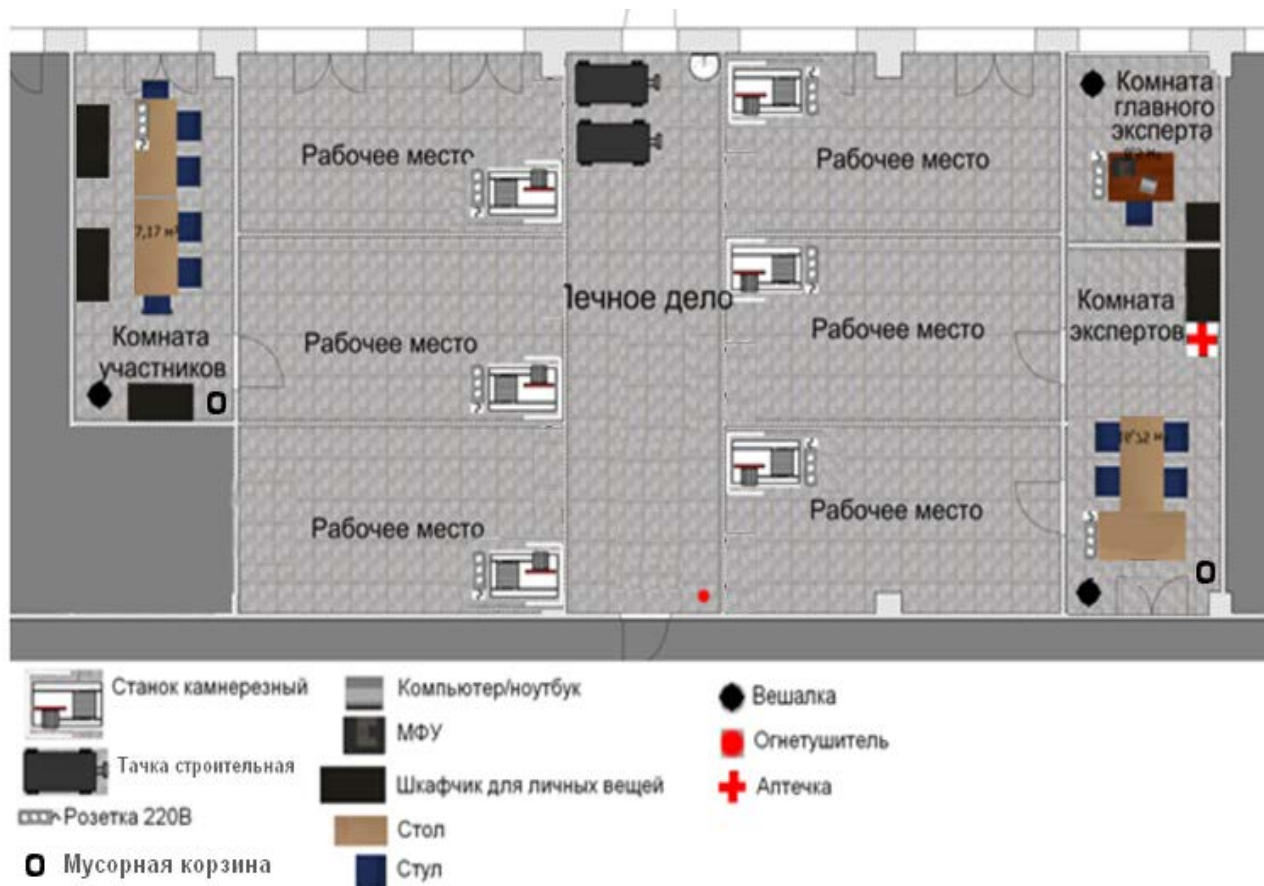 Комната
главного
эксперта
Рабочее место
Рабочее место
7,17 м²
Печное дело
Комната
экспертов
Комната
участников
Рабочее место
Рабочее место
Рабочее место
Рабочее место
Станок камнерезный
Компьютер/ноутбук
Вешалка
МФУ
Огнетушитель
Тачка строительная
Шкафчик для личных вещей
Аптечка
Розетка 220В
Стол
Мусорная корзина
Стул